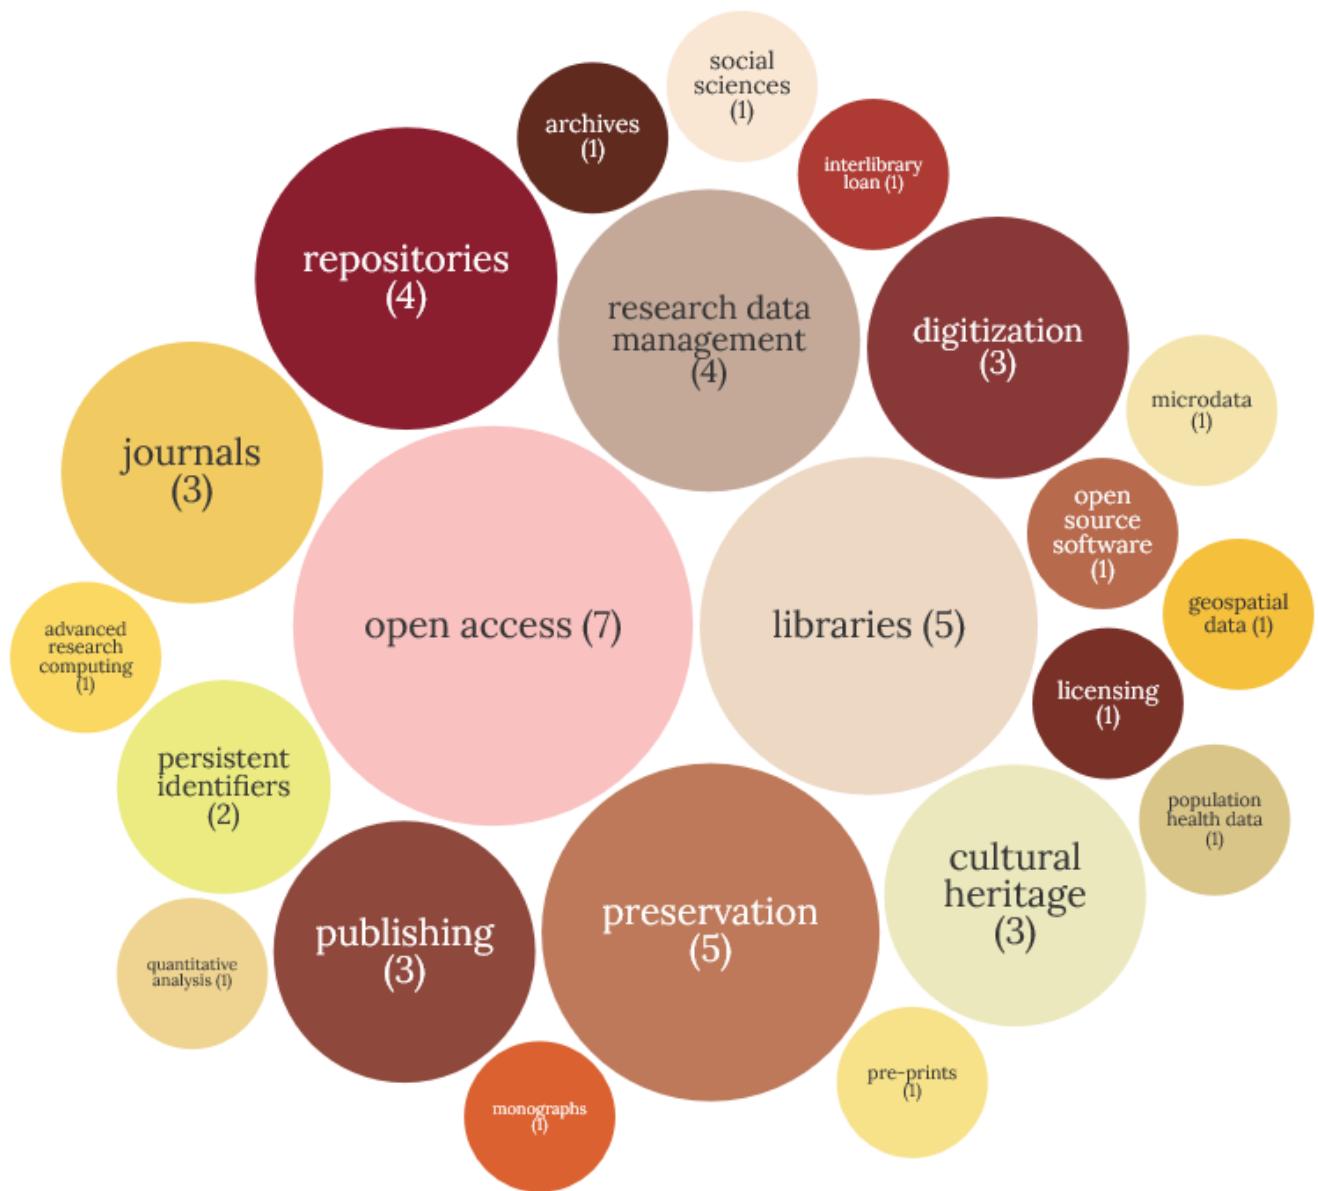 social
sciences
(1)
archives
(1)
interlibrary
loan (1)
repositories
(4)
research data
management
(4)
digitization
(3)
microdata
(1)
journals
(3)
open
source
software
(1)
geospatial
data (1)
open access (7)
libraries (5)
advanced
research
computing
(1)
licensing
(1)
persistent
identifiers
(2)
population
health data
(1)
cultural
heritage
(3)
preservation
(5)
publishing
(3)
quantitative
analysis (1)
pre-prints
(1)
monographs
(1)